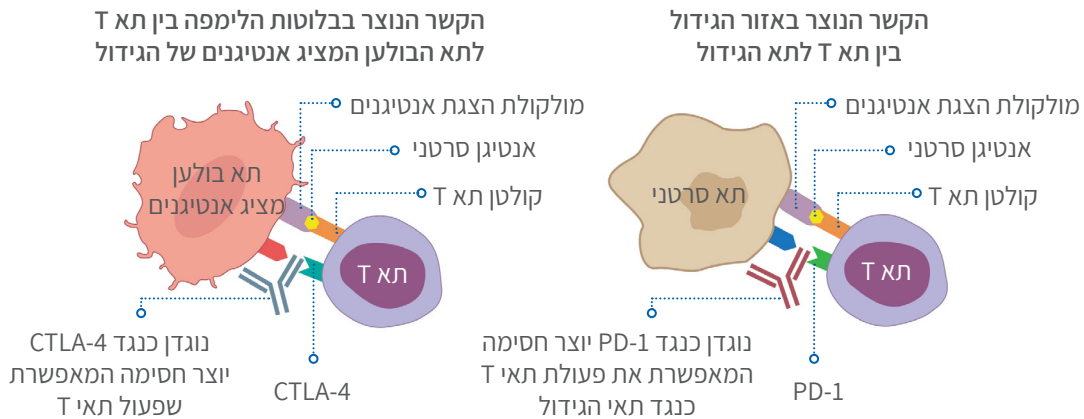 הקשר הנוצר באזור הגידול
בין תא T לתא הגידול
מולקולת הצגת אנטיגנים
אנטיגן סרטני
קולטן תא T
תא סרטני
תא T
נוגדן כנגד PD-1 יוצר חסימה
המאפשרת את פעולת תאי T
כנגד תאי הגידול
PD-1
הקשר הנוצר בבלוטות הלימפה בין תא T
לתא הבולען המציג אנטיגנים של הגידול
מולקולת הצגת אנטיגנים
אנטיגן סרטני
קולטן תא T
תא בולען
מציג אנטיגנים
תא T
נוגדן כנגד CTLA-4
יוצר חסימה המאפשרת
שפעול תאי T
CTLA-4